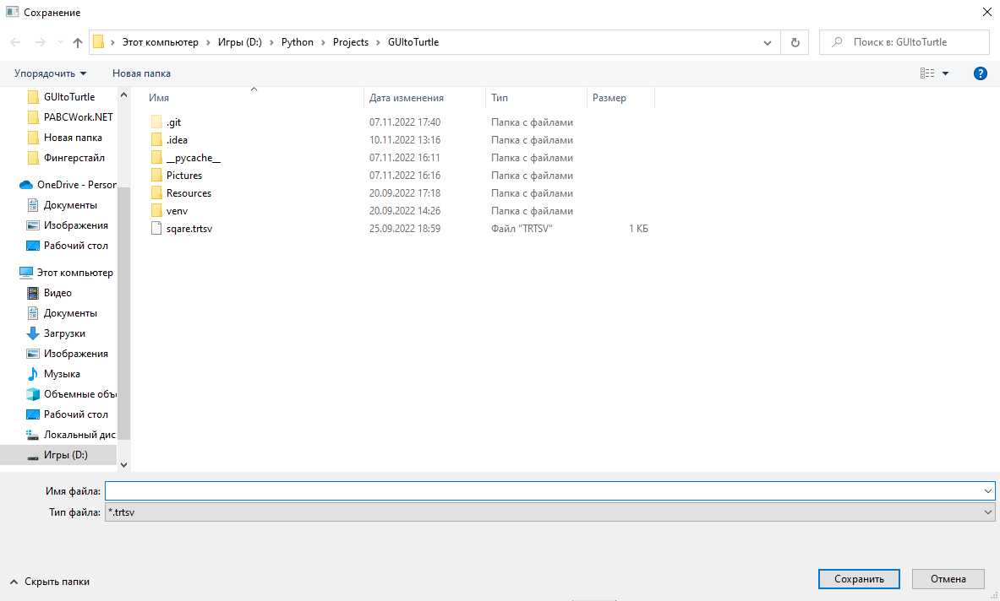 Сохранение
Этот компьютер › Игры (D:) › Python › Projects › GUItoTurtle
Поиск в: GUItoTurtle
Упорядочить
Новая папка
?
Имя
Дата изменения
Тип
Размер
GUItoTurtle
PABCWork.NET
Новая папка
Фингерстайл
OneDrive - Person
Документы
Изображения
Рабочий стол
Этот компьютер
Видео
Документы
Загрузки
Изображения
Музыка
Объемные объ
Рабочий стол
Локальный дис
Игры (D:)
.git 07.11.2022 17:40 Папка с файлами
.idea 10.11.2022 13:16 Папка с файлами
__pycache__ 07.11.2022 16:11 Папка с файлами
Pictures 07.11.2022 16:16 Папка с файлами
Resources 20.09.2022 17:18 Папка с файлами
venv 20.09.2022 14:26 Папка с файлами
sqare.trtsv 25.09.2022 18:59 Файл "TRTSV" 1 КБ
Имя файла:
Тип файла: *.trtsv
Скрыть папки
Сохранить
Отмена